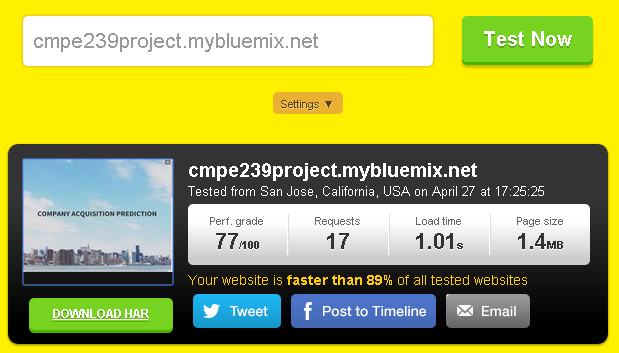 cmpe239project.mybluemix.net
Test Now
Settings ▼
COMPANY ACQUISITION PREDICTION
cmpe239project.mybluemix.net
Tested from San Jose, California, USA on April 27 at 17:25:25
Perf. grade Requests Load time Page size
77/100 17 1.01s 1.4MB
Your website is faster than 89% of all tested websites
DOWNLOAD HAR
Tweet
Post to Timeline
Email